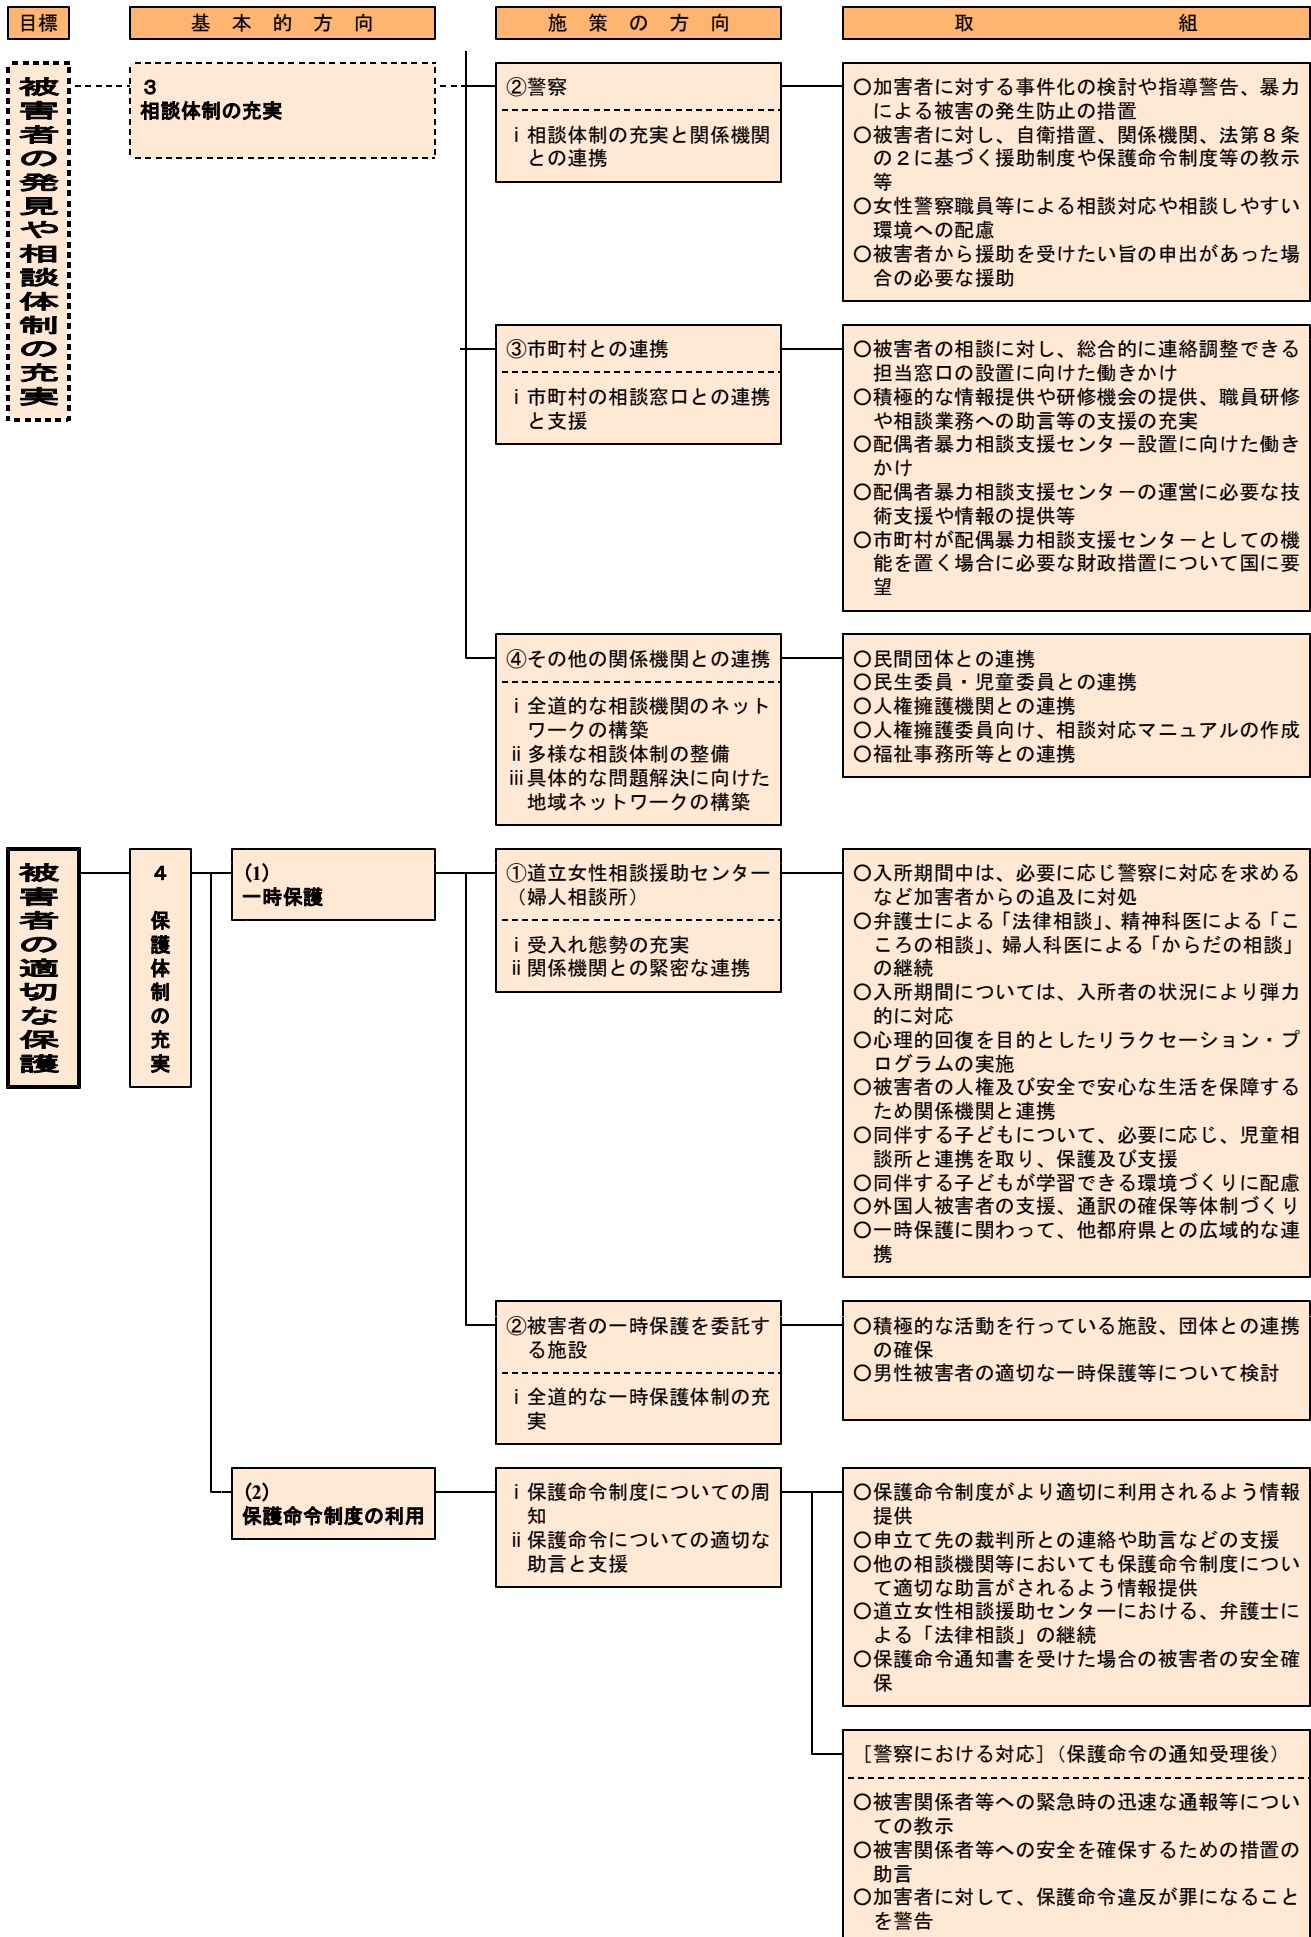 目標
基　本　的　方　向
施　策　の　方　向
取　　　　　　組
被害者の発見や相談体制の充実
３
相談体制の充実
②警察
ⅰ相談体制の充実と関係機関
との連携
○加害者に対する事件化の検討や指導警告、暴力
による被害の発生防止の措置
○被害者に対し、自衛措置、関係機関、法第８条
の２に基づく援助制度や保護命令制度等の教示
等
○女性警察職員等による相談対応や相談しやすい
環境への配慮
○被害者から援助を受けたい旨の申出があった場
合の必要な援助
③市町村との連携
ⅰ市町村の相談窓口との連携
と支援
○被害者の相談に対し、総合的に連絡調整できる
担当窓口の設置に向けた働きかけ
○積極的な情報提供や研修機会の提供、職員研修
や相談業務への助言等の支援の充実
○配偶者暴力相談支援センター設置に向けた働き
かけ
○配偶者暴力相談支援センターの運営に必要な技
術支援や情報の提供等
○市町村が配偶暴力相談支援センターとしての機
能を置く場合に必要な財政措置について国に要
望
④その他の関係機関との連携
ⅰ全道的な相談機関のネット
ワークの構築
ⅱ多様な相談体制の整備
ⅲ具体的な問題解決に向けた
地域ネットワークの構築
○民間団体との連携
○民生委員・児童委員との連携
○人権擁護機関との連携
○人権擁護委員向け、相談対応マニュアルの作成
○福祉事務所等との連携
被害者の適切な保護
４　保護体制の充実
(1)
一時保護
①道立女性相談援助センター
（婦人相談所）
ⅰ受入れ態勢の充実
ⅱ関係機関との緊密な連携
○入所期間中は、必要に応じ警察に対応を求める
など加害者からの追及に対処
○弁護士による「法律相談」、精神科医による「こ
ころの相談」、婦人科医による「からだの相談」
の継続
○入所期間については、入所者の状況により弾力
的に対応
○心理的回復を目的としたリラクセーション・プ
ログラムの実施
○被害者の人権及び安全で安心な生活を保障する
ため関係機関と連携
○同伴する子どもについて、必要に応じ、児童相
談所と連携を取り、保護及び支援
○同伴する子どもが学習できる環境づくりに配慮
○外国人被害者の支援、通訳の確保等体制づくり
○一時保護に関わって、他都府県との広域的な連
携
②被害者の一時保護を委託す
る施設
ⅰ全道的な一時保護体制の充
実
○積極的な活動を行っている施設、団体との連携
の確保
○男性被害者の適切な一時保護等について検討
(2)
保護命令制度の利用
ⅰ保護命令制度についての周
知
ⅱ保護命令についての適切な
助言と支援
○保護命令制度がより適切に利用されるよう情報
提供
○申立て先の裁判所との連絡や助言などの支援
○他の相談機関等においても保護命令制度につい
て適切な助言がされるよう情報提供
○道立女性相談援助センターにおける、弁護士に
よる「法律相談」の継続
○保護命令通知書を受けた場合の被害者の安全確
保
［警察における対応］（保護命令の通知受理後）
○被害関係者等への緊急時の迅速な通報等につい
ての教示
○被害関係者等への安全を確保するための措置の
助言
○加害者に対して、保護命令違反が罪になること
を警告